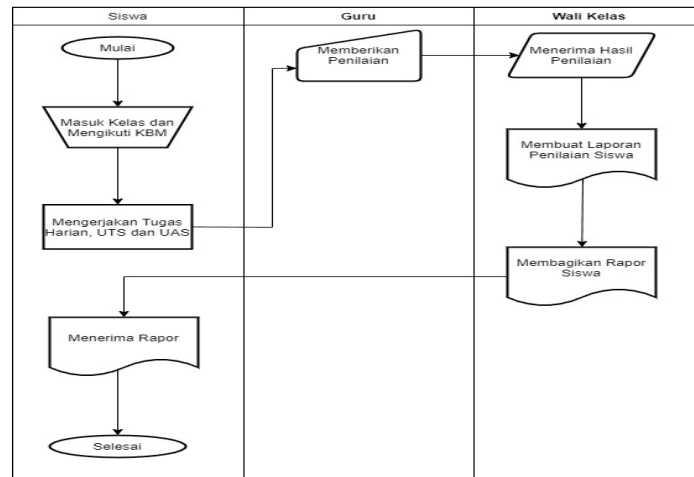 Siswa
Guru
Wali Kelas
Mulai
Masuk Kelas dan
Mengikuti KBM
Mengerjakan Tugas
Harian, UTS dan UAS
Memberikan
Penilaian
Menerima Hasil
Penilaian
Membuat Laporan
Penilaian Siswa
Membagikan Rapor
Siswa
Menerima Rapor
Selesai